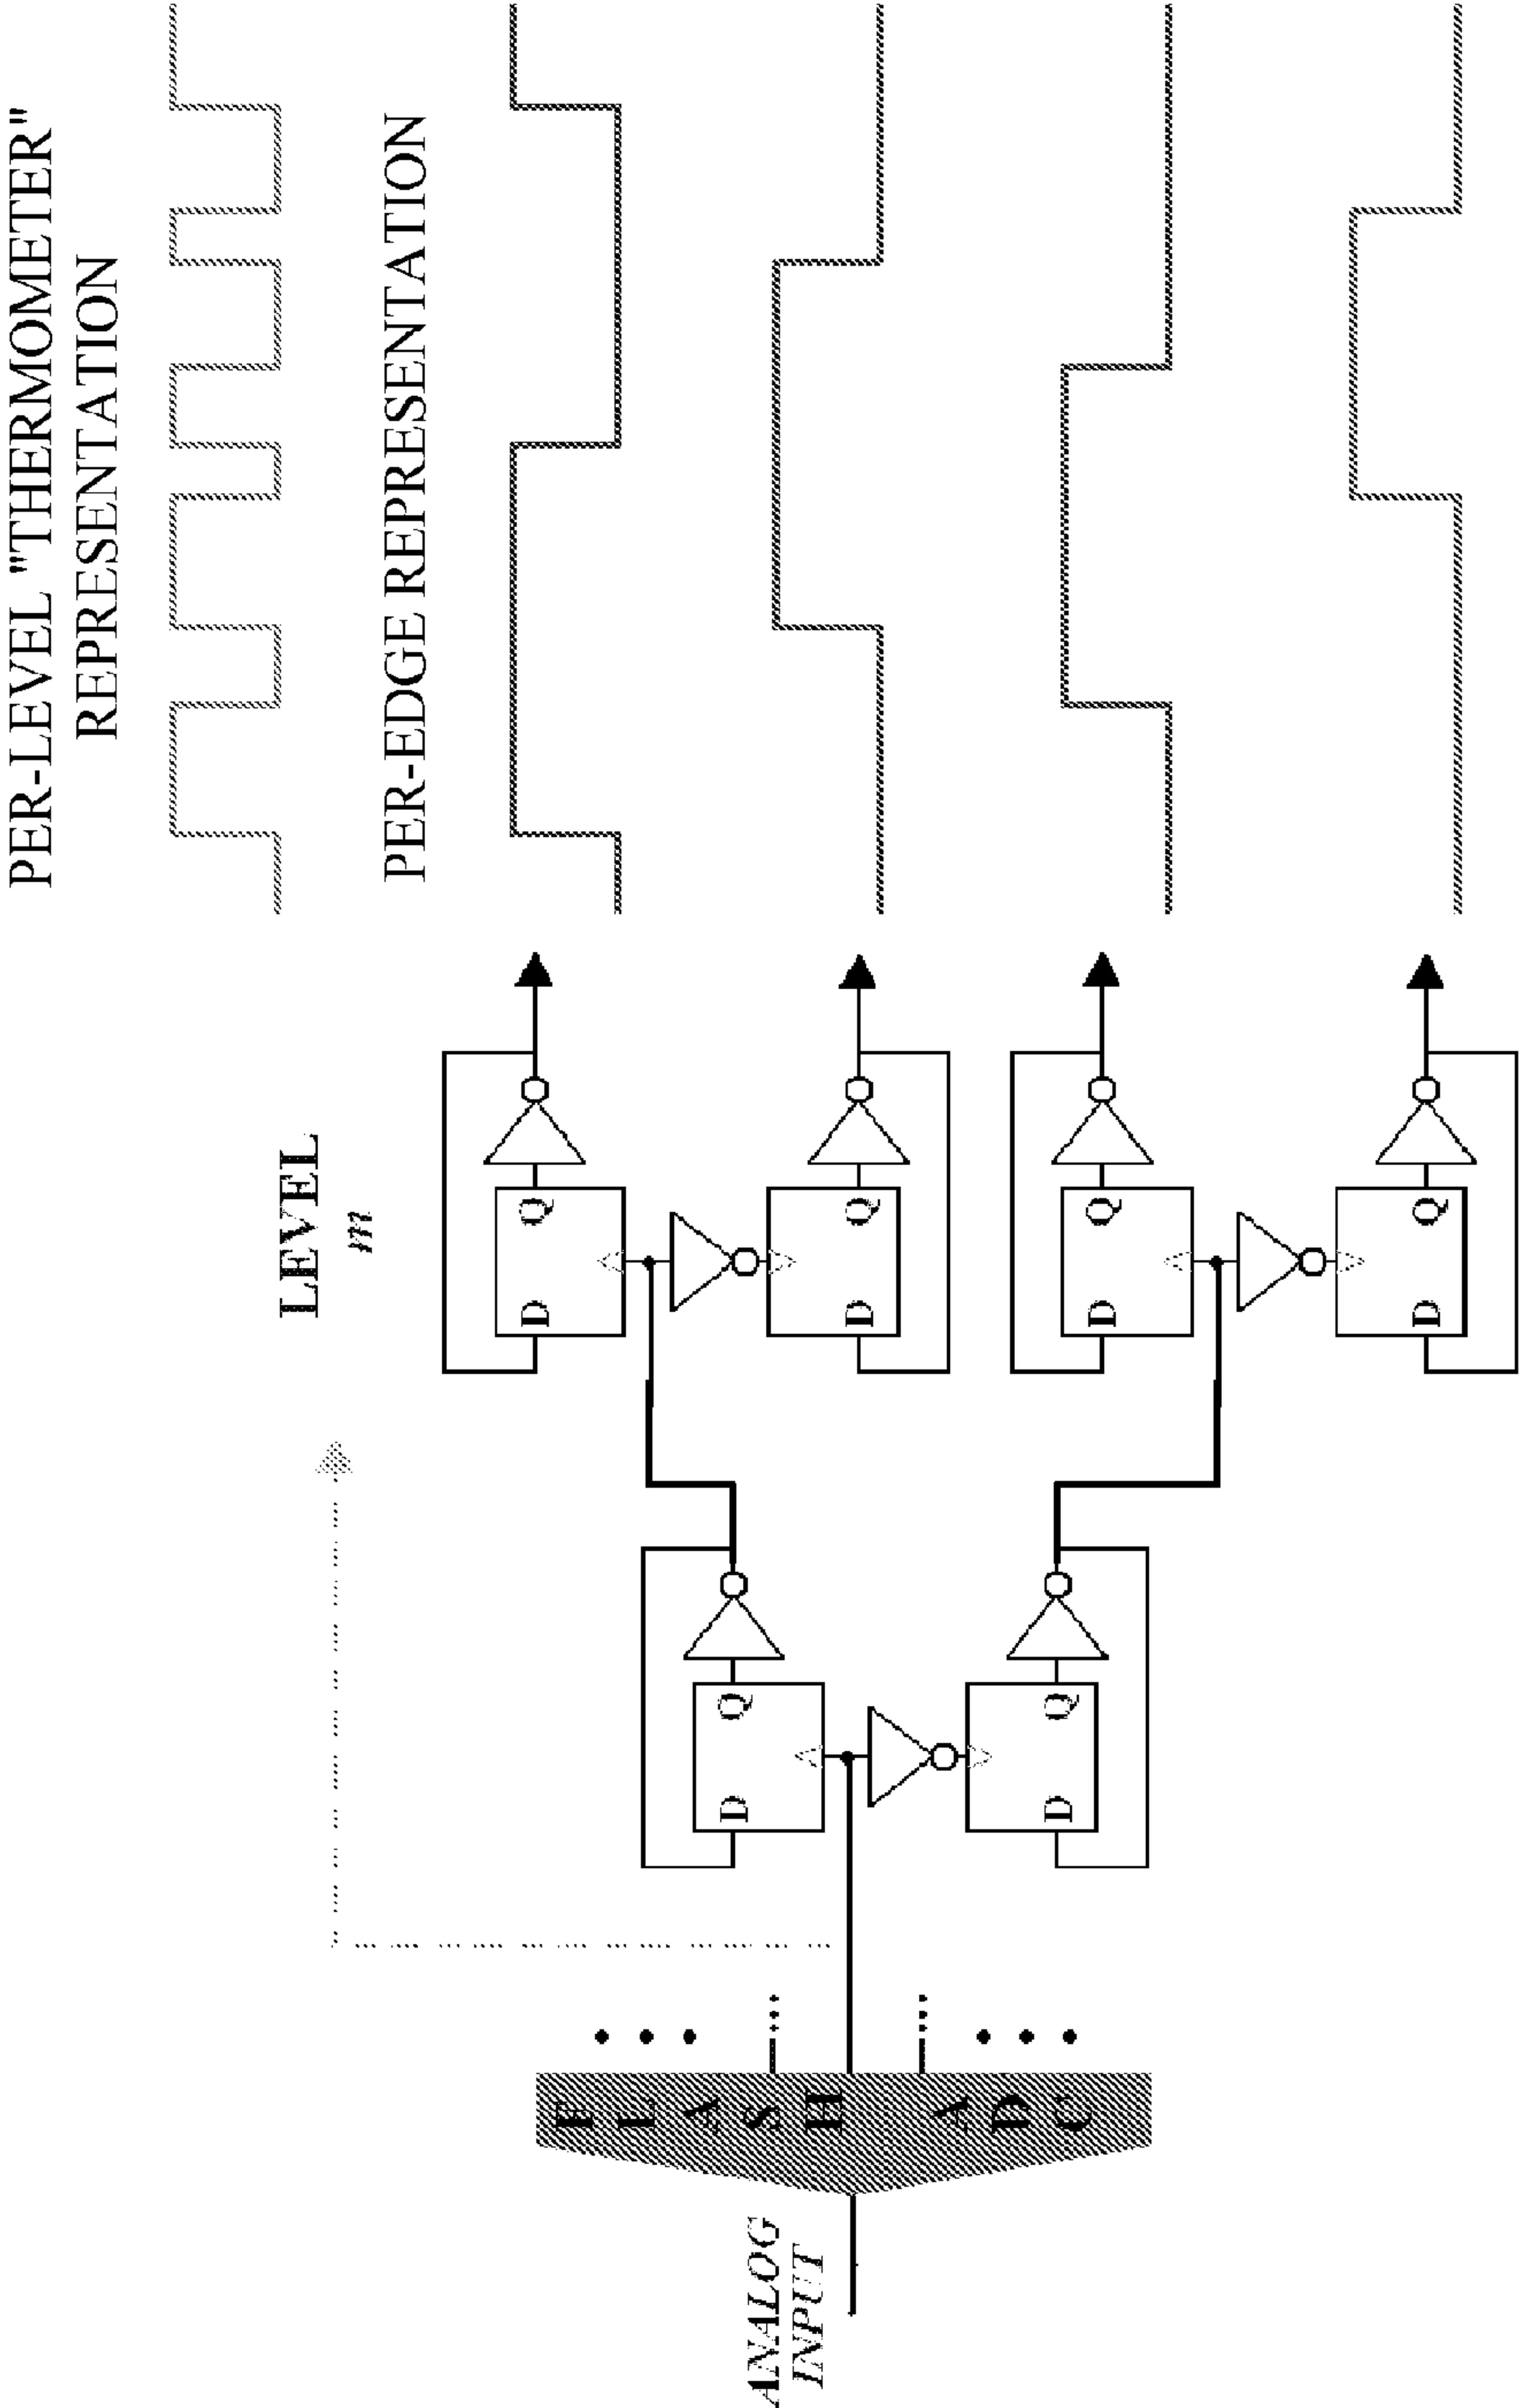 PER-LEVEL "THERMOMETER"
REPRESENTATION
PER-EDGE REPRESENTATION
LEVEL
m
D Q
D Q
D Q
D Q
D Q
D Q
FLASH ADC
ANALOG
INPUT